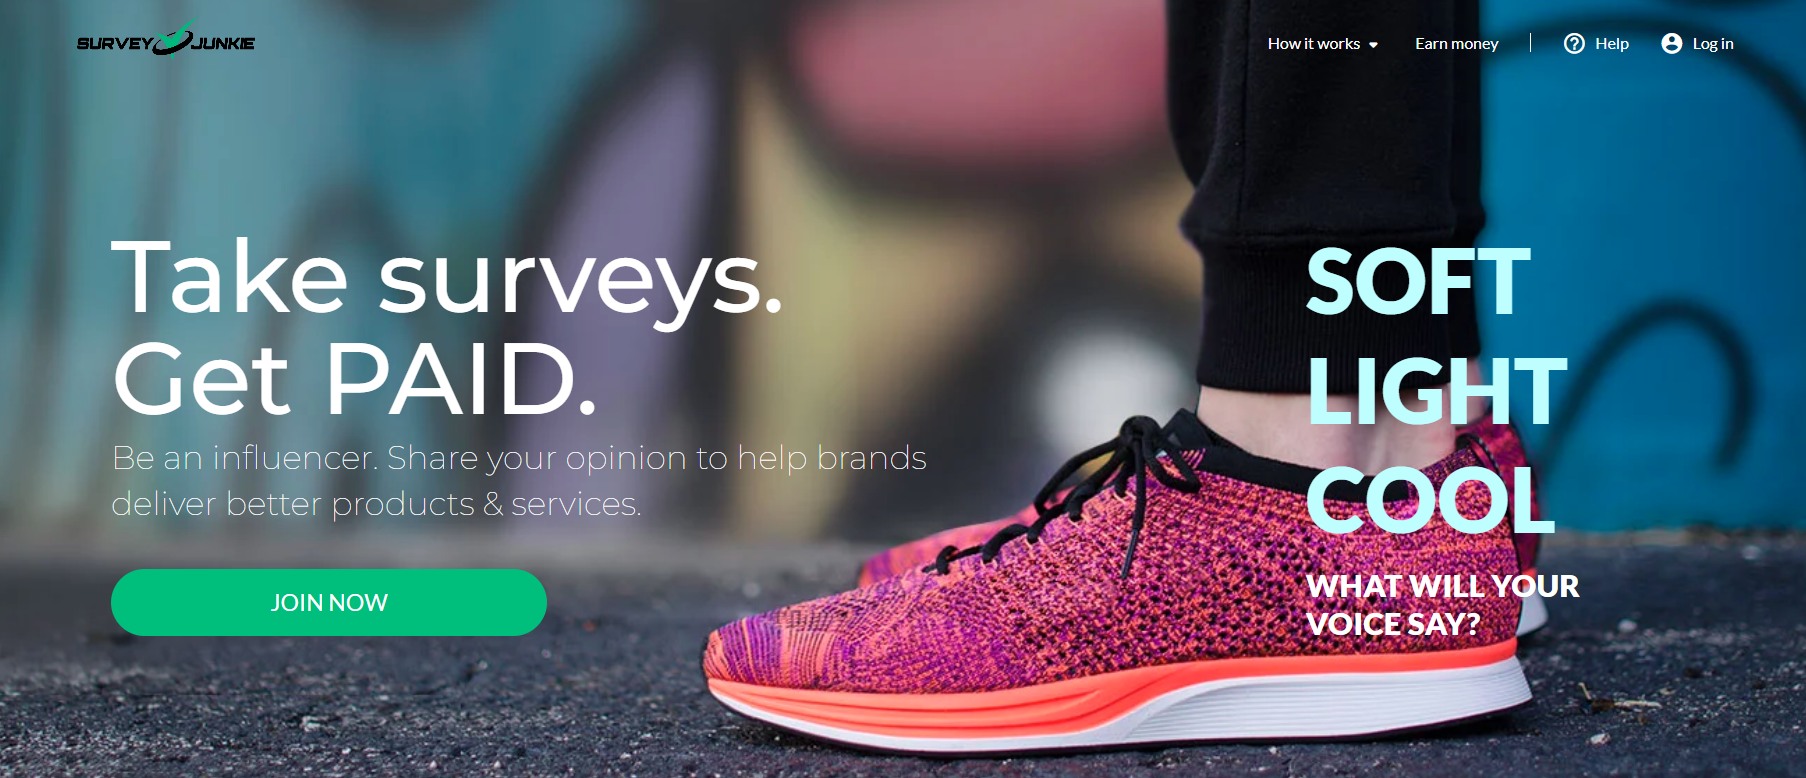 SURVEY JUNKIE
How it works
Earn money
Help
Log in
Take surveys.
Get PAID.
Be an influencer. Share your opinion to help brands
deliver better products & services.
JOIN NOW
SOFT
LIGHT
COOL
WHAT WILL YOUR
VOICE SAY?